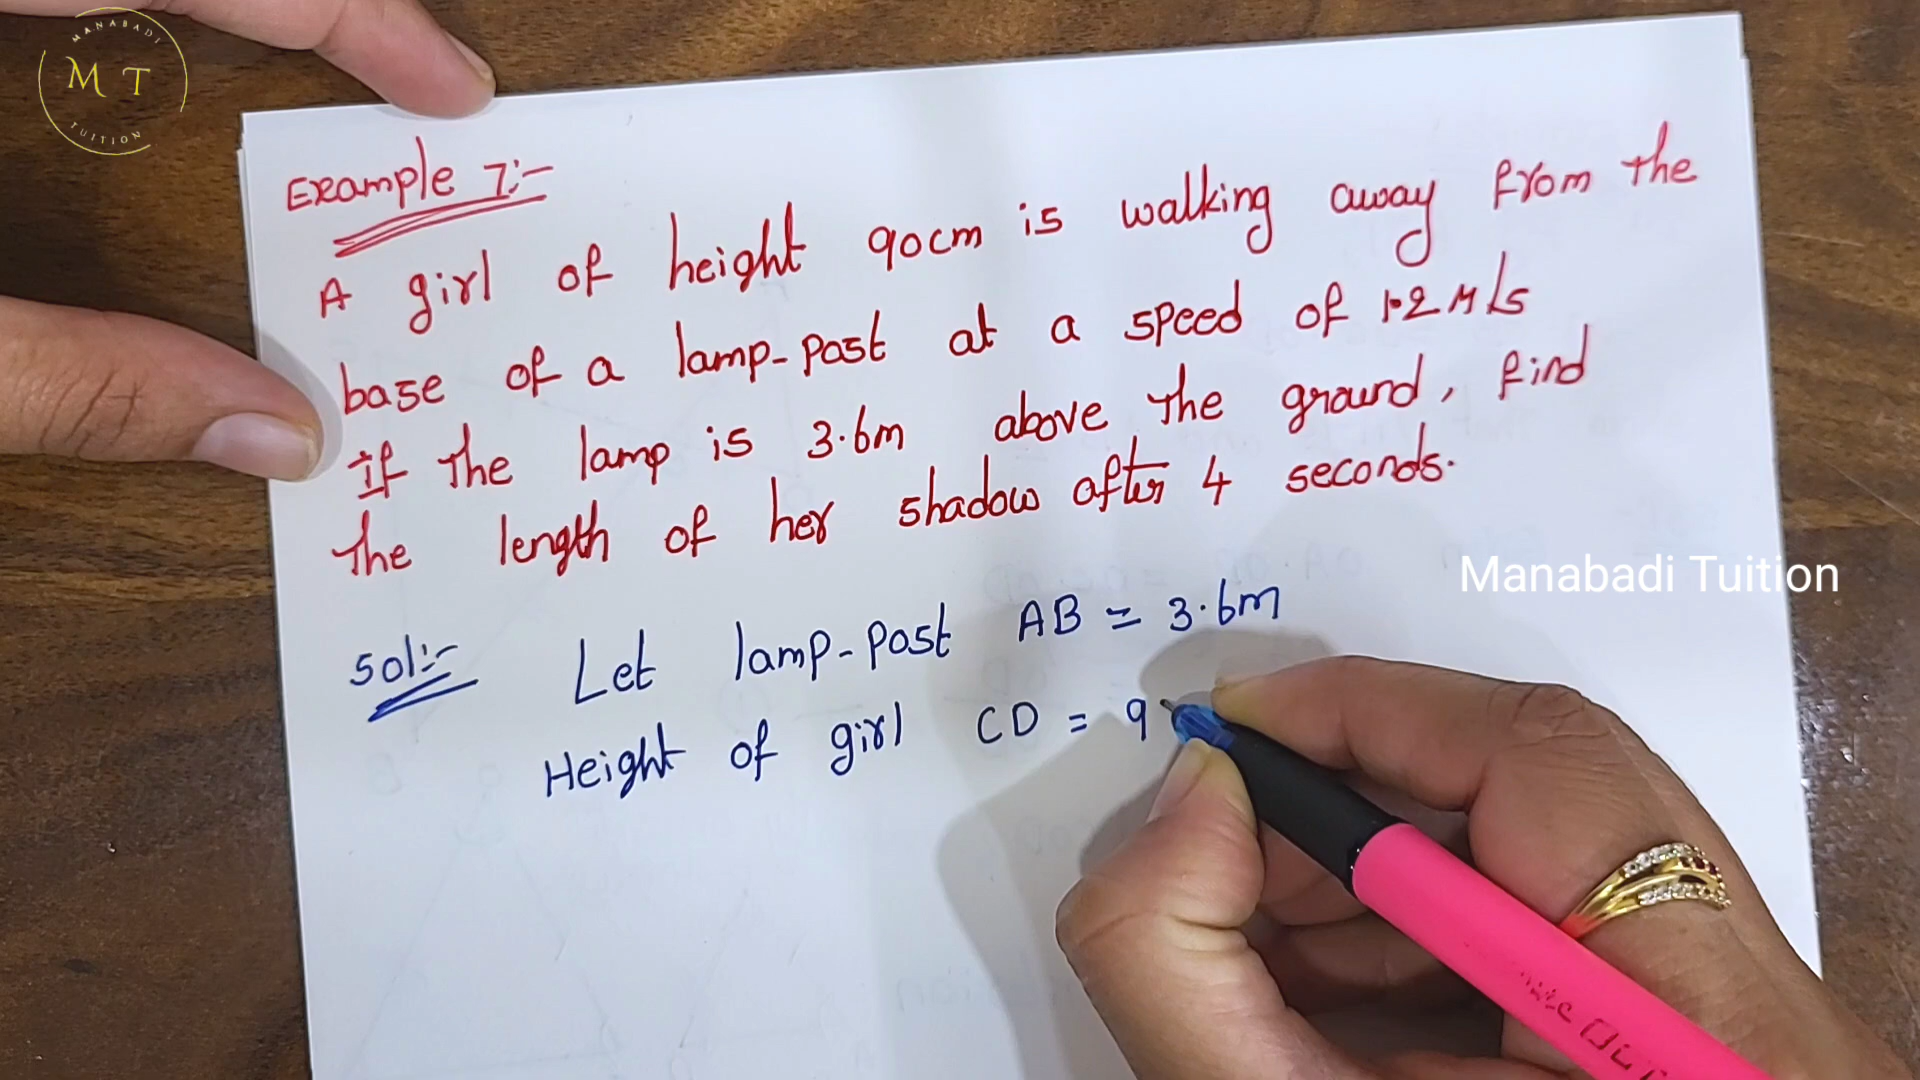 MANABADI
M T
TUITION
Example 7:-
A girl of height 90cm is walking away from the
base of a lamp-post at a speed of 1.2 M/s
if the lamp is 3.6m above the ground, find
the length of her shadow after 4 seconds.
Manabadi Tuition
Sol:- Let lamp-post AB = 3.6m
Height of girl CD = 9